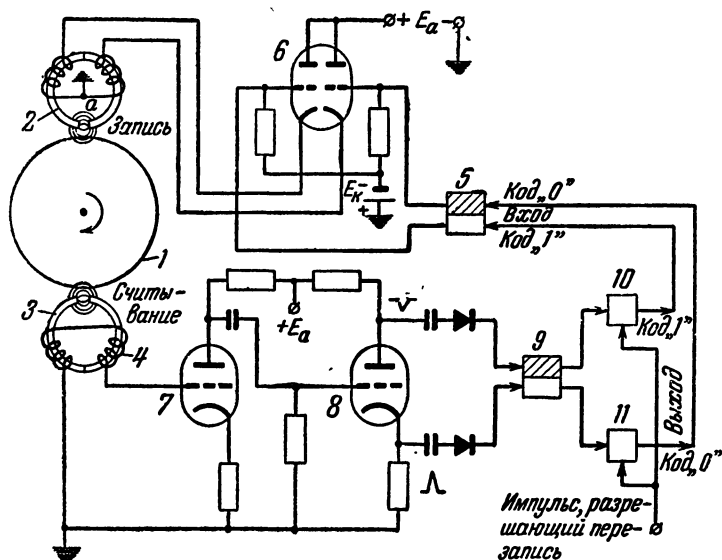 6
+ Eа -
2
а
Запись
Eк
-
+
5
Код „0”
Вход
Код „1”
1
3
Считы-
вание
4
+Eа
7
8
9
10
Код „1”
11
Выход
Код „0”
Импульс, разре-
шающий пере-
запись